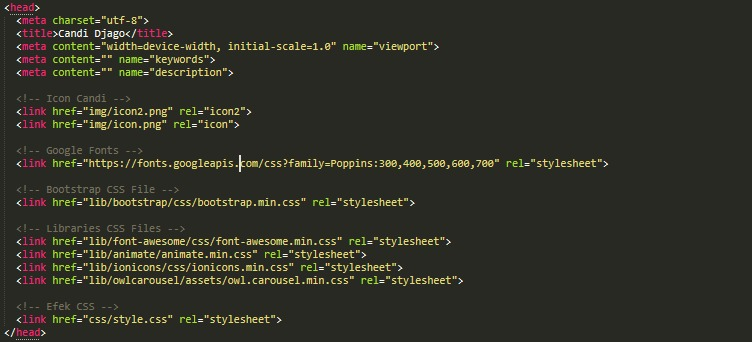 <head>
<meta charset="utf-8">
<title>Candi Djago</title>
<meta content="width=device-width, initial-scale=1.0" name="viewport">
<meta content="" name="keywords">
<meta content="" name="description">
<!-- Icon Candi -->
<link href="img/icon2.png" rel="icon2">
<link href="img/icon.png" rel="icon">
<!-- Google Fonts -->
<link href="https://fonts.googleapis.com/css?family=Poppins:300,400,500,600,700" rel="stylesheet">
<!-- Bootstrap CSS File -->
<link href="lib/bootstrap/css/bootstrap.min.css" rel="stylesheet">
<!-- Libraries CSS Files -->
<link href="lib/font-awesome/css/font-awesome.min.css" rel="stylesheet">
<link href="lib/animate/animate.min.css" rel="stylesheet">
<link href="lib/ionicons/css/ionicons.min.css" rel="stylesheet">
<link href="lib/owlcarousel/assets/owl.carousel.min.css" rel="stylesheet">
<!-- Efek CSS -->
<link href="css/style.css" rel="stylesheet">
</head>